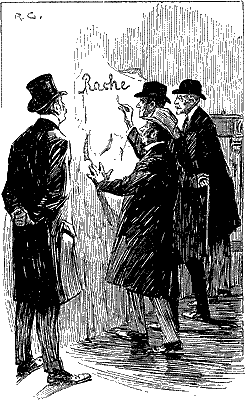 R. G.
Rache